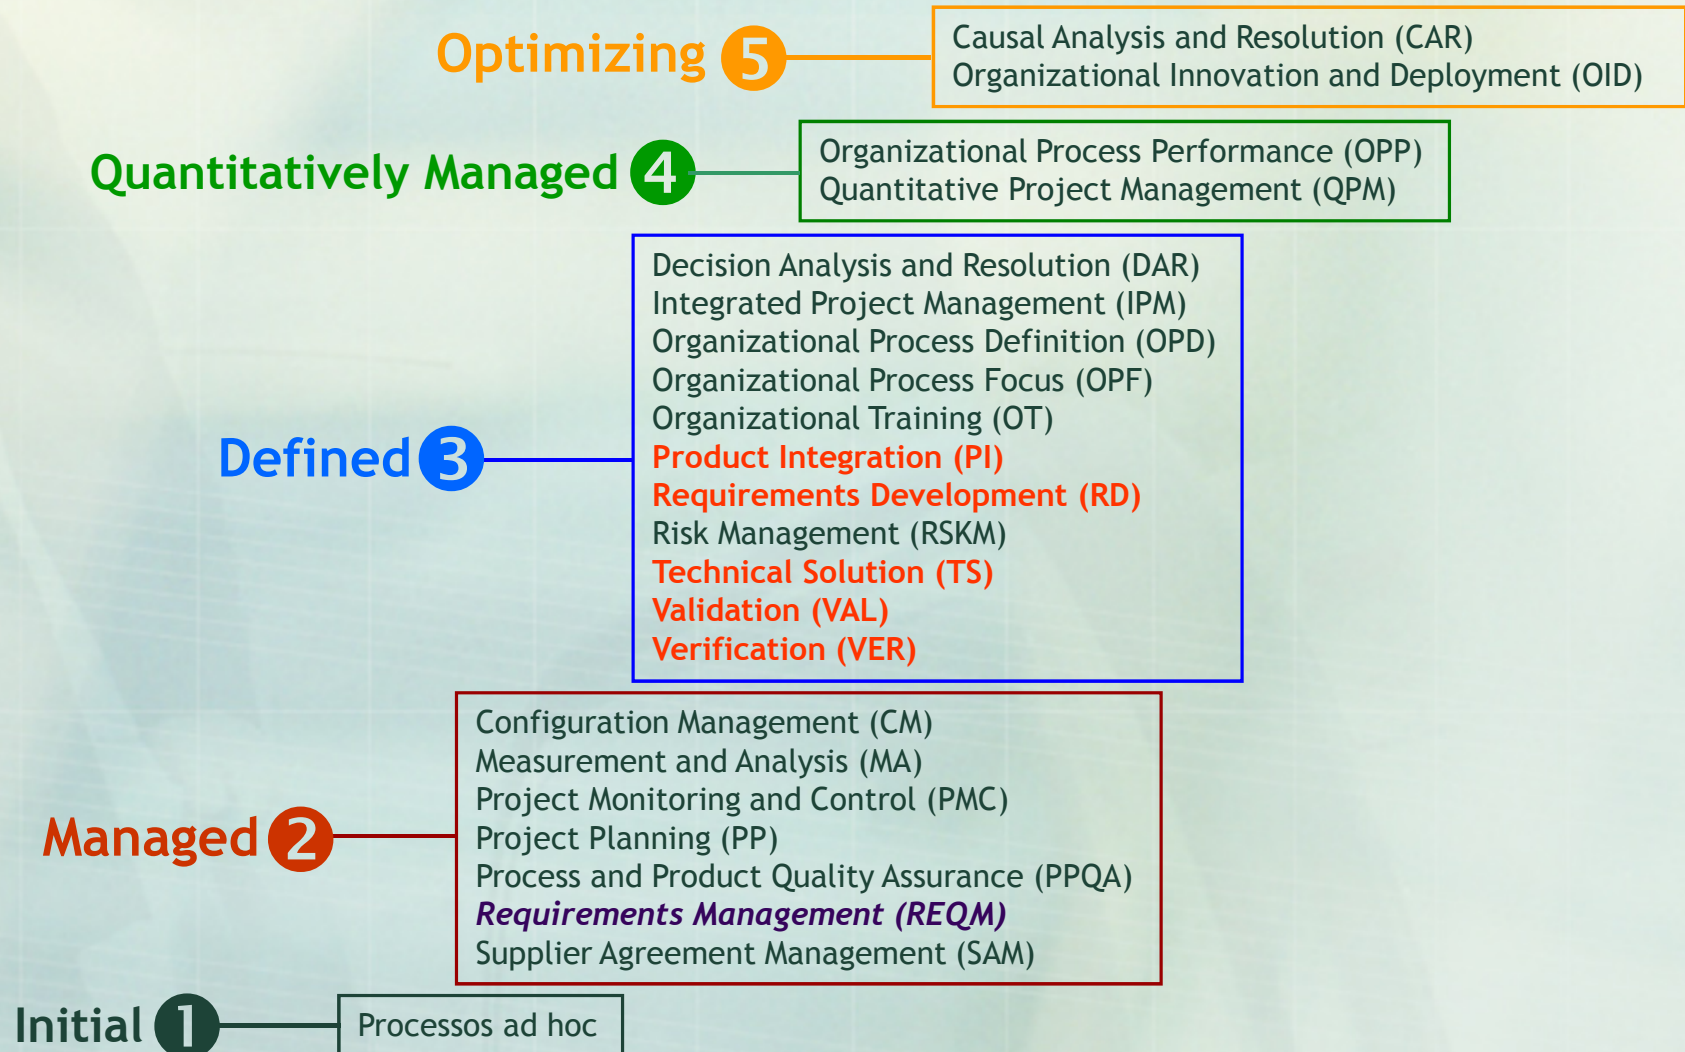 Optimizing 5
Causal Analysis and Resolution (CAR)
Organizational Innovation and Deployment (OID)
Quantitatively Managed 4
Organizational Process Performance (OPP)
Quantitative Project Management (QPM)
Defined 3
Decision Analysis and Resolution (DAR)
Integrated Project Management (IPM)
Organizational Process Definition (OPD)
Organizational Process Focus (OPF)
Organizational Training (OT)
Product Integration (PI)
Requirements Development (RD)
Risk Management (RSKM)
Technical Solution (TS)
Validation (VAL)
Verification (VER)
Managed 2
Configuration Management (CM)
Measurement and Analysis (MA)
Project Monitoring and Control (PMC)
Project Planning (PP)
Process and Product Quality Assurance (PPQA)
Requirements Management (REQM)
Supplier Agreement Management (SAM)
Initial 1
Processos ad hoc